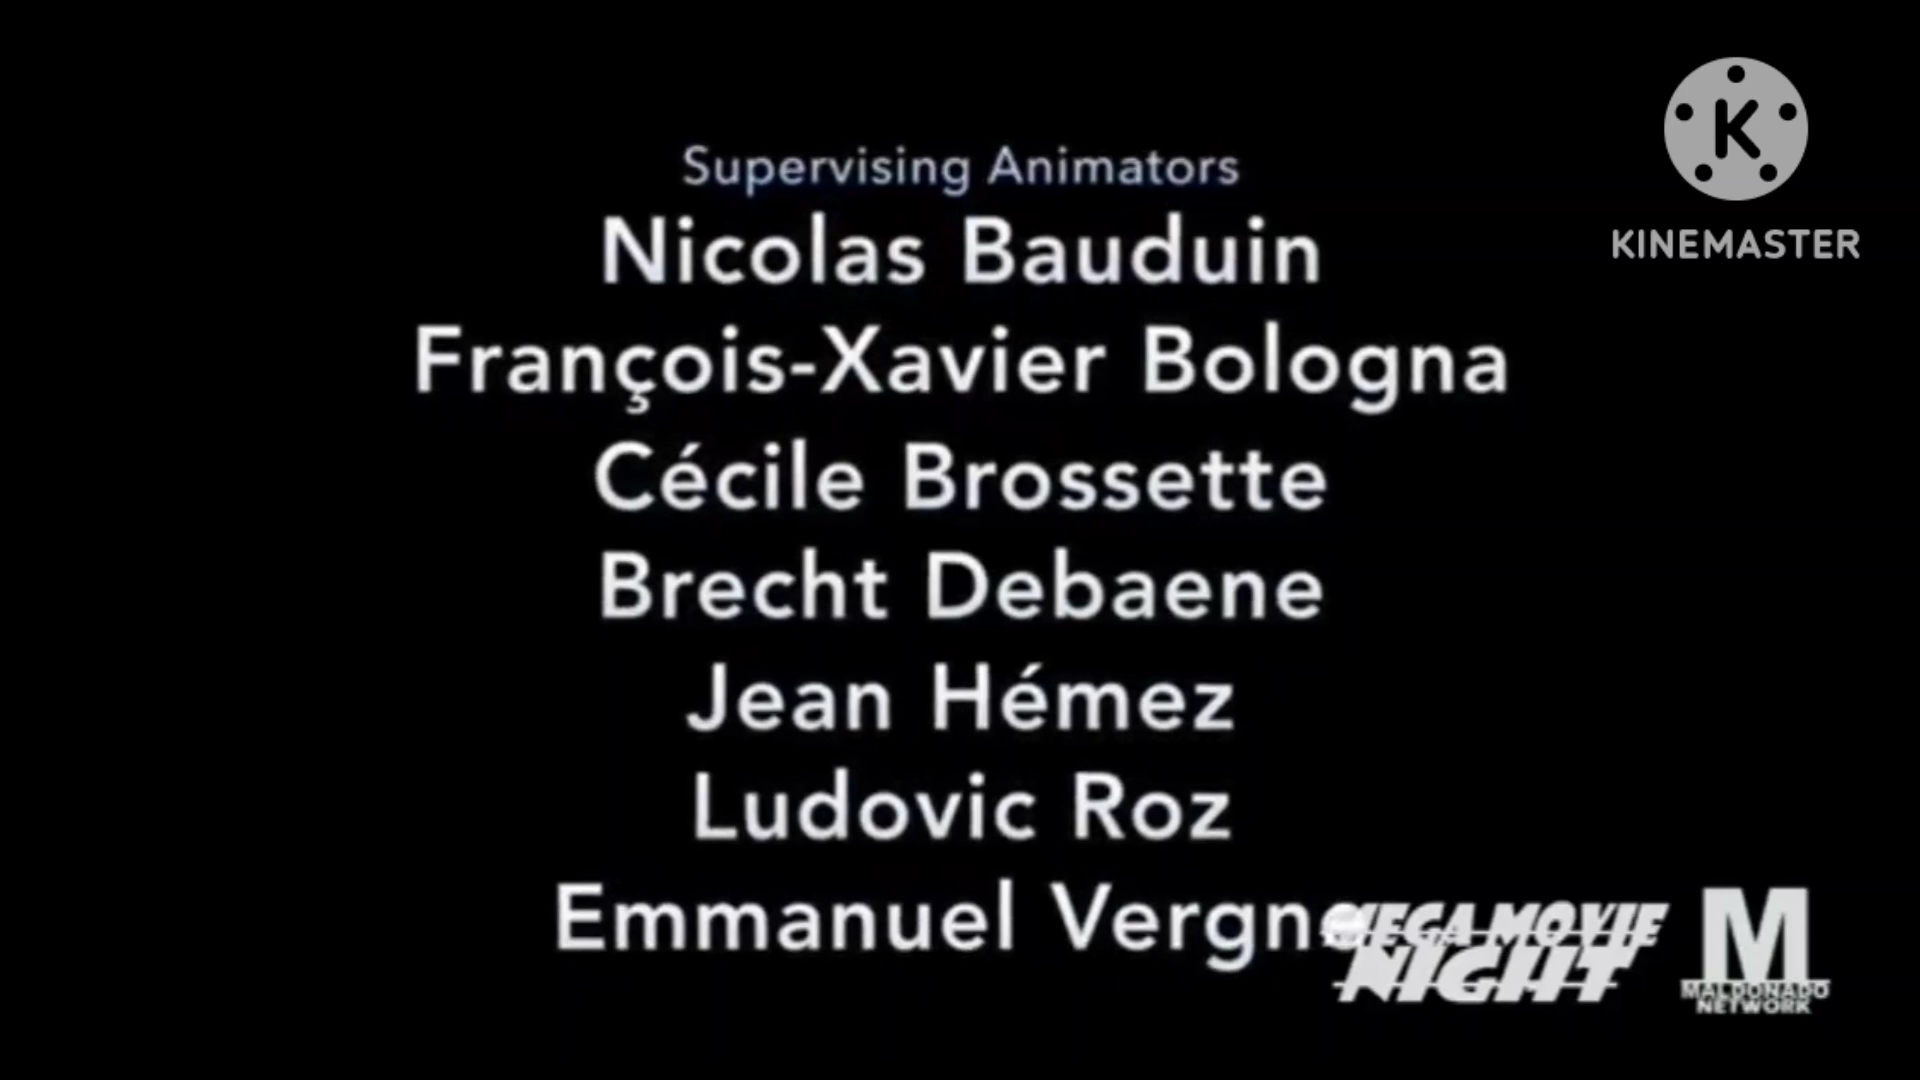 Supervising Animators
Nicolas Bauduin
François-Xavier Bologna
Cécile Brossette
Brecht Debaene
Jean Hémez
Ludovic Roz
Emmanuel Vergne
K
KINEMASTER
MEGA MOVIE
NIGHT
M
MALDONADO
NETWORK